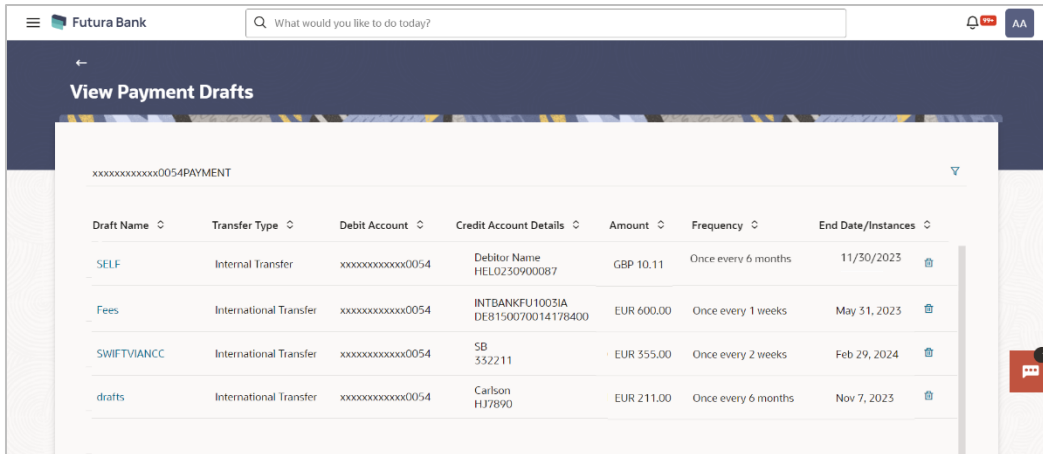 Futura Bank
What would you like to do today?
99+
AA
View Payment Drafts
xxxxxxxxxxxx0054PAYMENT
Draft Name Transfer Type Debit Account Credit Account Details Amount Frequency End Date/Instances
SELF Internal Transfer xxxxxxxxxxxx0054 Debitor Name HEL0230900087 GBP 10.11 Once every 6 months 11/30/2023
Fees International Transfer xxxxxxxxxxxx0054 INTBANKFU1003IA DE8150070014178400 EUR 600.00 Once every 1 weeks May 31, 2023
SWIFTVIANCC International Transfer xxxxxxxxxxxx0054 SB 332211 EUR 355.00 Once every 2 weeks Feb 29, 2024
drafts International Transfer xxxxxxxxxxxx0054 Carlson HJ7890 EUR 211.00 Once every 6 months Nov 7, 2023